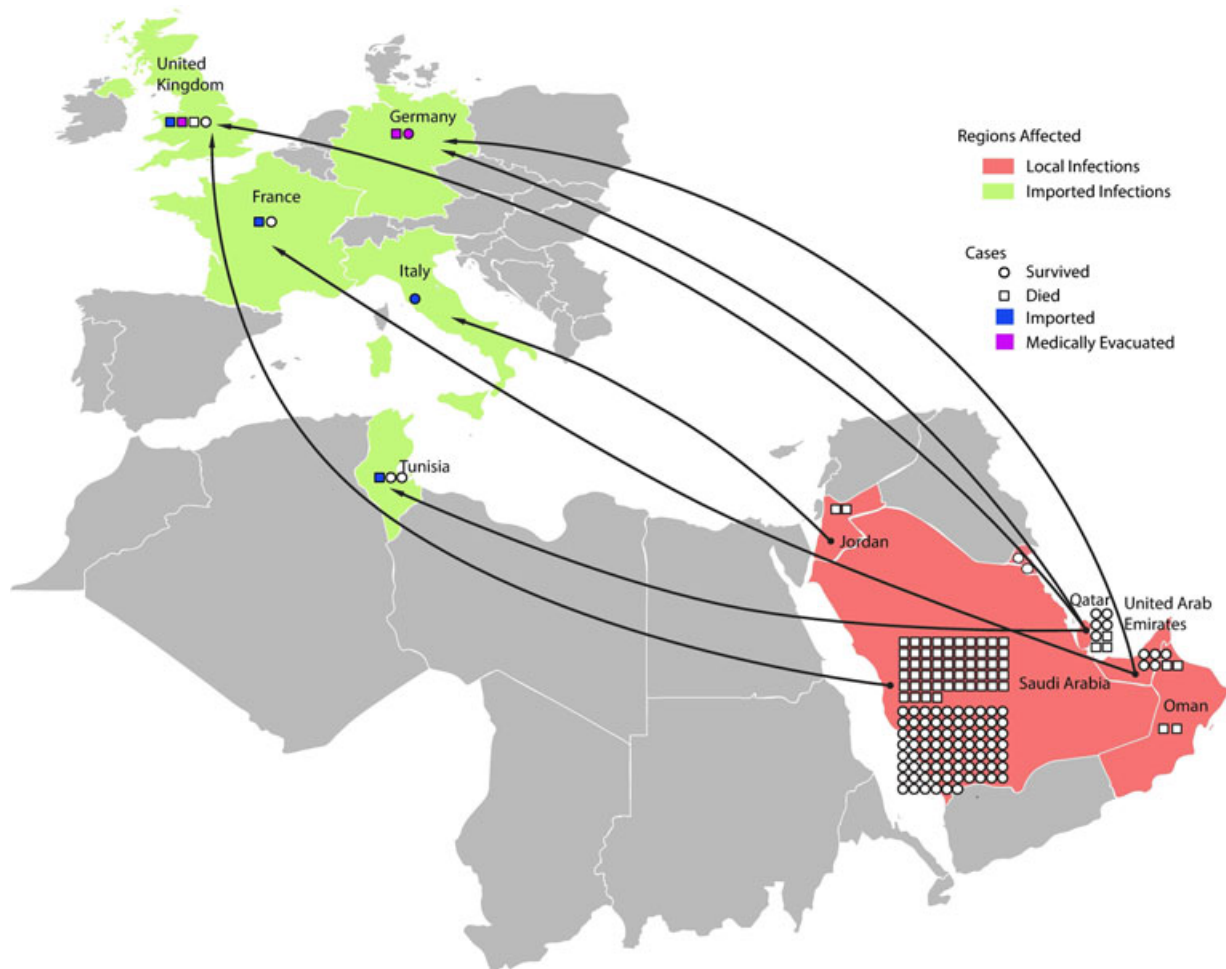 United
Kingdom
Germany
France
Italy
Tunisia
Regions Affected
Local Infections
Imported Infections
Cases
Survived
Died
Imported
Medically Evacuated
Jordan
Qatar
United Arab
Emirates
Saudi Arabia
Oman